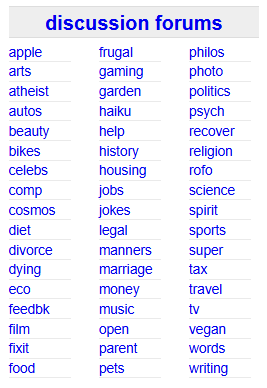 discussion forums
apple
arts
atheist
autos
beauty
bikes
celebs
comp
cosmos
diet
divorce
dying
eco
feedbk
film
fixit
food
frugal
gaming
garden
haiku
help
history
housing
jobs
jokes
legal
manners
marriage
money
music
open
parent
pets
philos
photo
politics
psych
recover
religion
rofo
science
spirit
sports
super
tax
travel
tv
vegan
words
writing